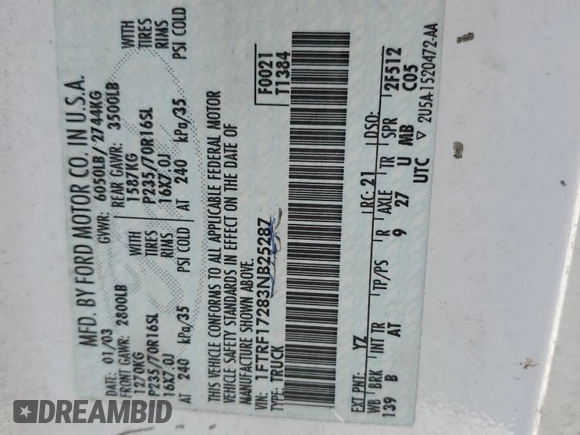 MFD. BY FORD MOTOR CO. IN U.S.A.
DATE: 01/03 GVWR: 6050LB/ 2744KG
FRONT GAWR: 2800LB REAR GAWR: 3500LB
1270KG WITH 1587KG WITH
P235/70R16SL TIRES P235/70R16SL TIRES
16X7.0J RIMS 16X7.0J RIMS
AT 240 kPa/35 PSI COLD AT 240 kPa/35 PSI COLD
THIS VEHICLE CONFORMS TO ALL APPLICABLE FEDERAL MOTOR
VEHICLE SAFETY STANDARDS IN EFFECT ON THE DATE OF
MANUFACTURE SHOWN ABOVE.
VIN: 1FTRF17283NB25287 F0021
TYPE: TRUCK T1384
EXT PNT: YZ RC: 21 DSO:
WB BRK INT TR TP/PS R AXLE TR SPR 2F512
139 B AT 9 27 U MB C05
UTC ▽ 2U5A-1520472-AA
DREAMBID